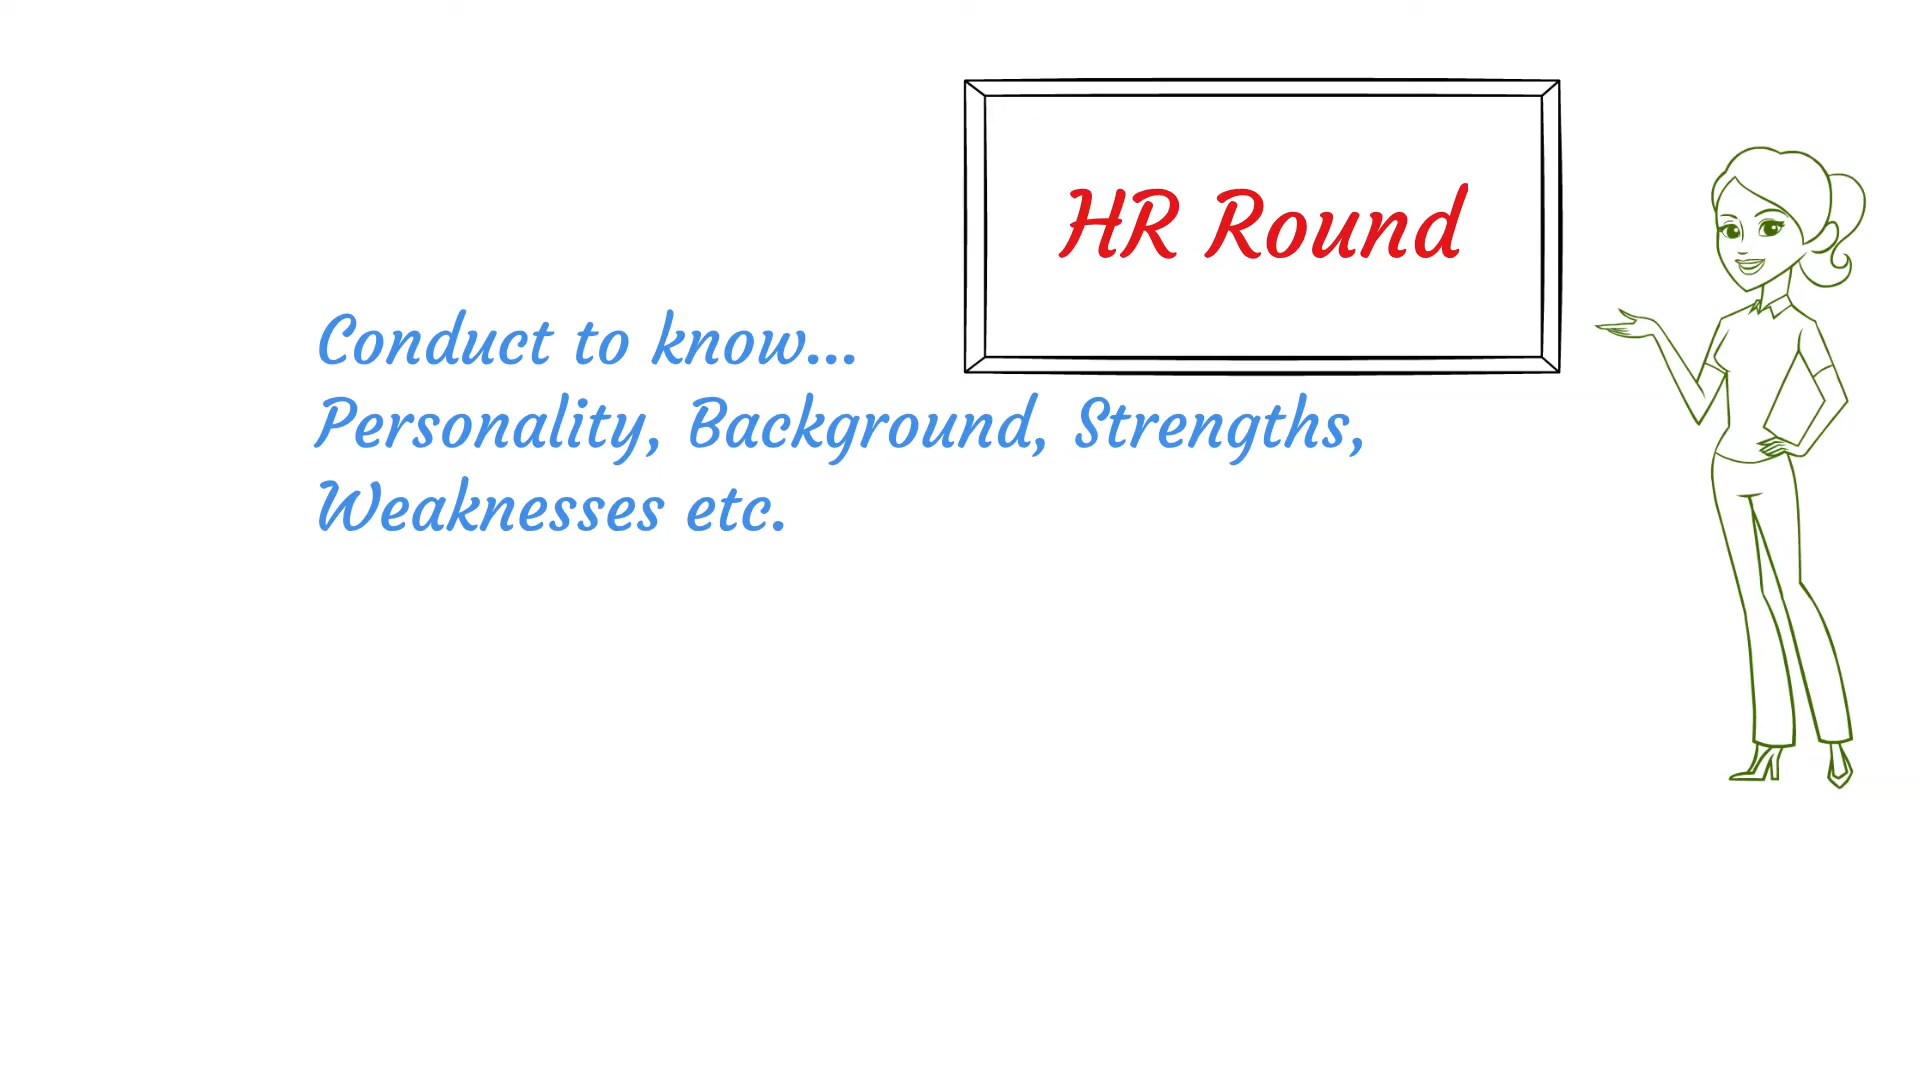 HR Round
Conduct to know...
Personality, Background, Strengths,
Weaknesses etc.